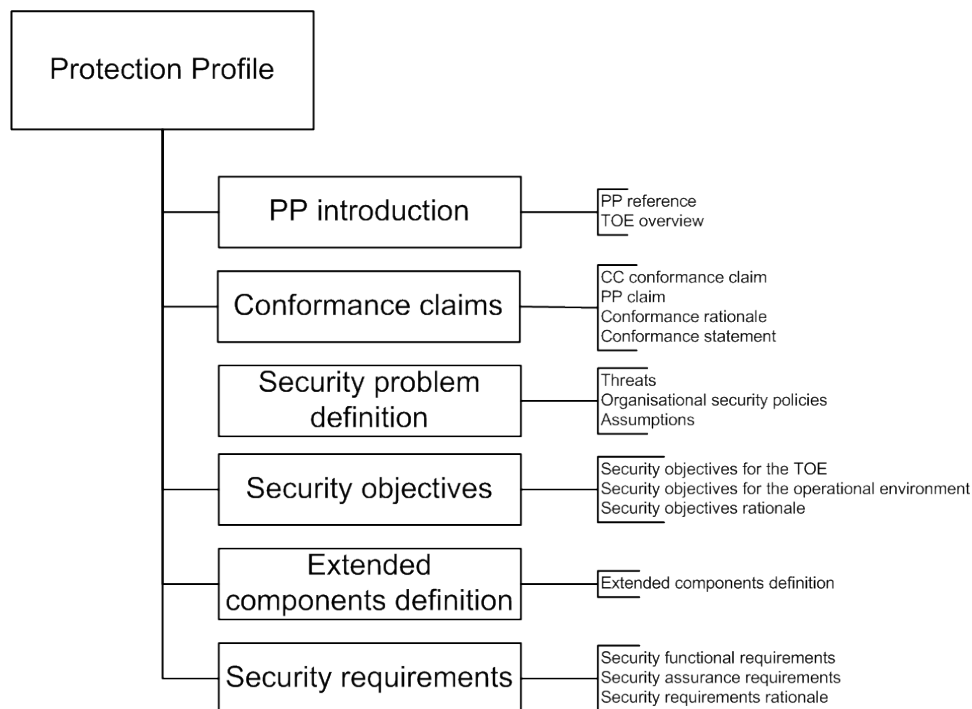 Protection Profile
PP introduction
PP reference
TOE overview
Conformance claims
CC conformance claim
PP claim
Conformance rationale
Conformance statement
Security problem
definition
Threats
Organisational security policies
Assumptions
Security objectives
Security objectives for the TOE
Security objectives for the operational environment
Security objectives rationale
Extended
components definition
Extended components definition
Security requirements
Security functional requirements
Security assurance requirements
Security requirements rationale